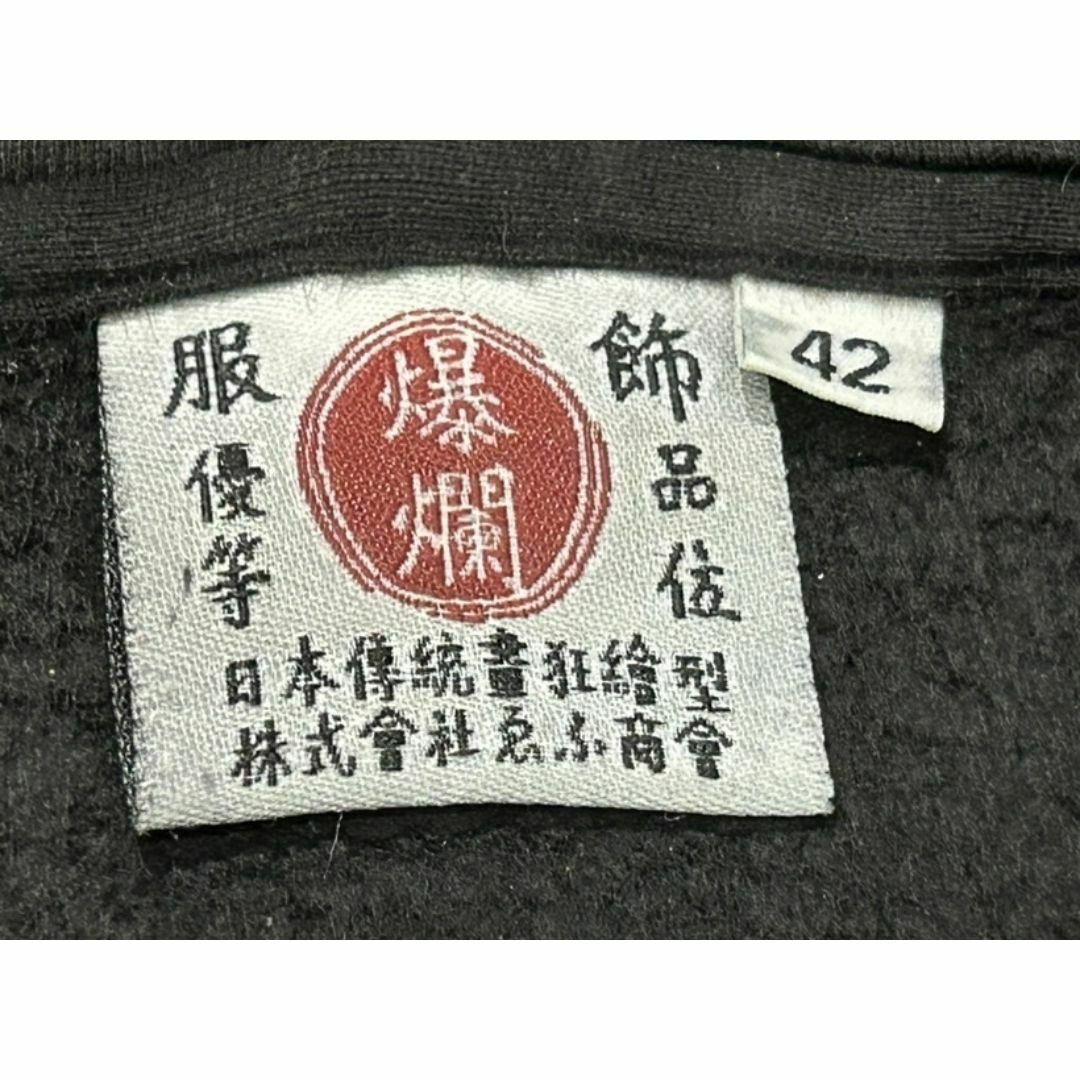 服飾
優品
等位
爆爛
日本傳統畫狂繪型
株式會社ゑふ商會
42